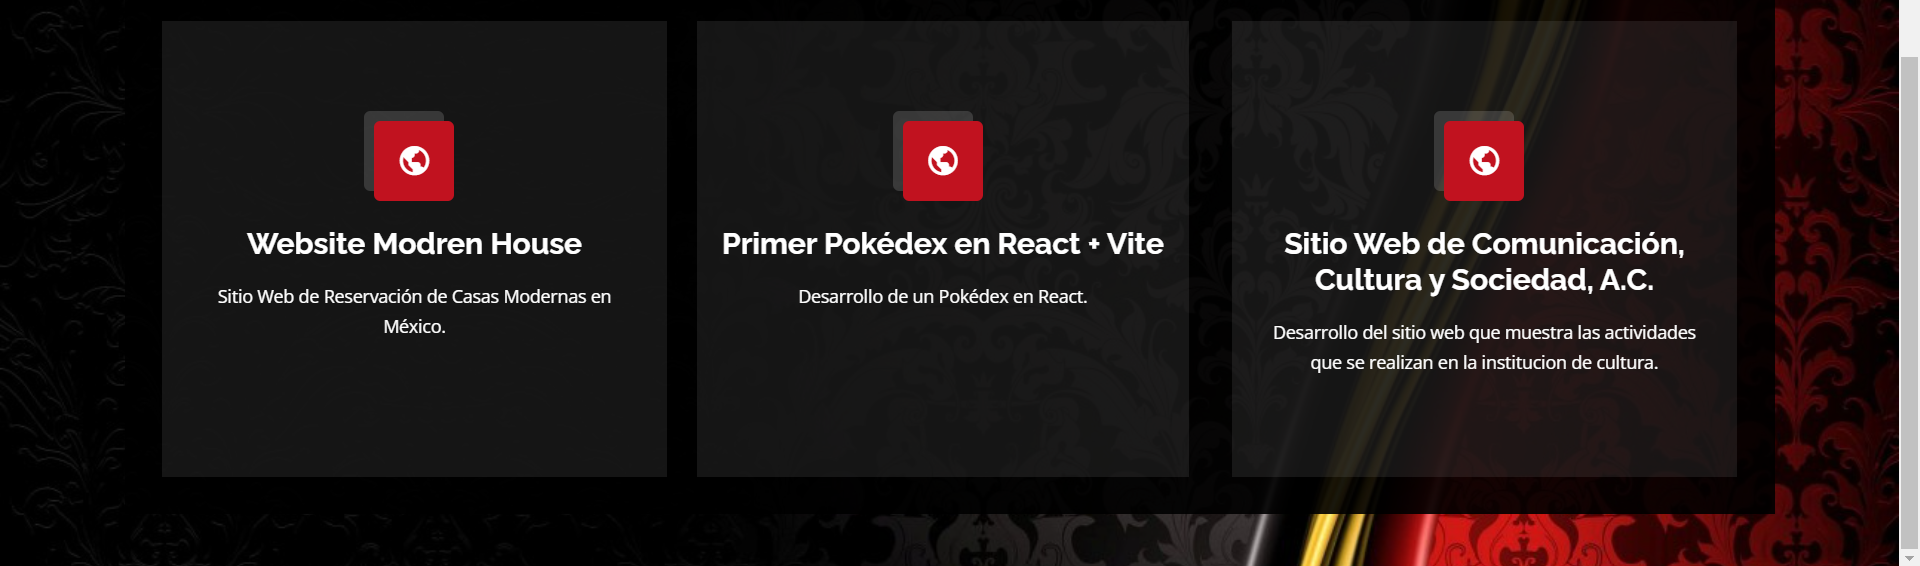 Website Modren House
Sitio Web de Reservación de Casas Modernas en
México.
Primer Pokédex en React + Vite
Desarrollo de un Pokédex en React.
Sitio Web de Comunicación,
Cultura y Sociedad, A.C.
Desarrollo del sitio web que muestra las actividades
que se realizan en la institucion de cultura.